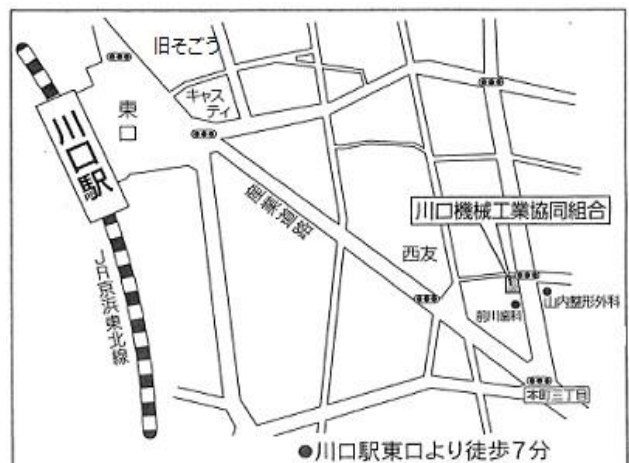 旧そごう
キャス
ティ
東口
川口駅
産業道路
川口機械工業協同組合
西友
JR京浜東北線
前川歯科
山内整形外科
本町三丁目
●川口駅東口より徒歩7分